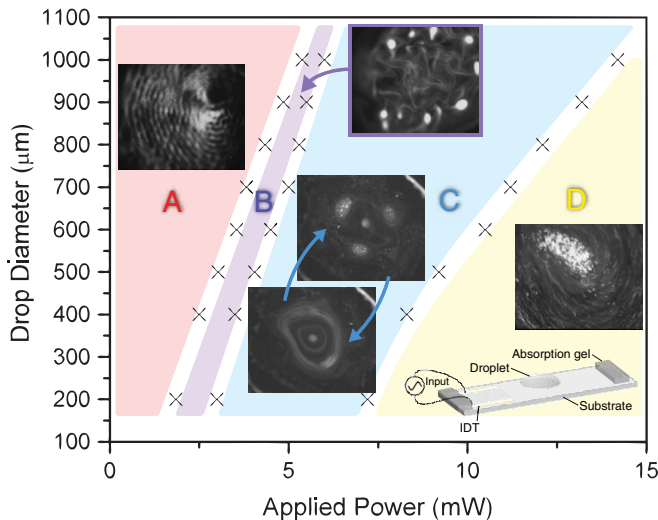 1100
1000
900
800
700
600
500
400
300
200
100
Drop Diameter (μm)
A
B
C
D
Absorption gel
Droplet
Input
Substrate
IDT
0
5
10
15
Applied Power (mW)